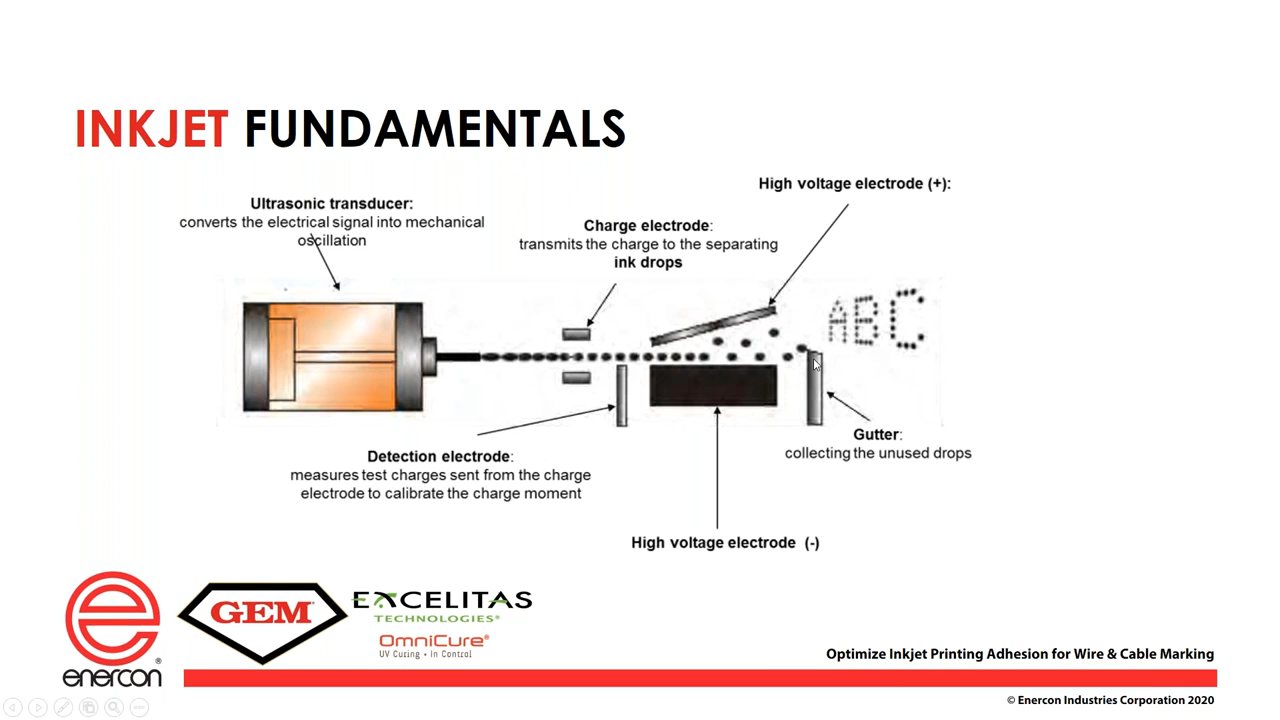 INKJET FUNDAMENTALS
High voltage electrode (+):
Ultrasonic transducer:
converts the electrical signal into mechanical
oscillation
Charge electrode:
transmits the charge to the separating
ink drops
ABC
Detection electrode:
measures test charges sent from the charge
electrode to calibrate the charge moment
Gutter:
collecting the unused drops
High voltage electrode (-)
enercon®
GEM®
EXCELITAS
TECHNOLOGIES®
OmniCure®
UV Curing • In Control
Optimize Inkjet Printing Adhesion for Wire & Cable Marking
© Enercon Industries Corporation 2020